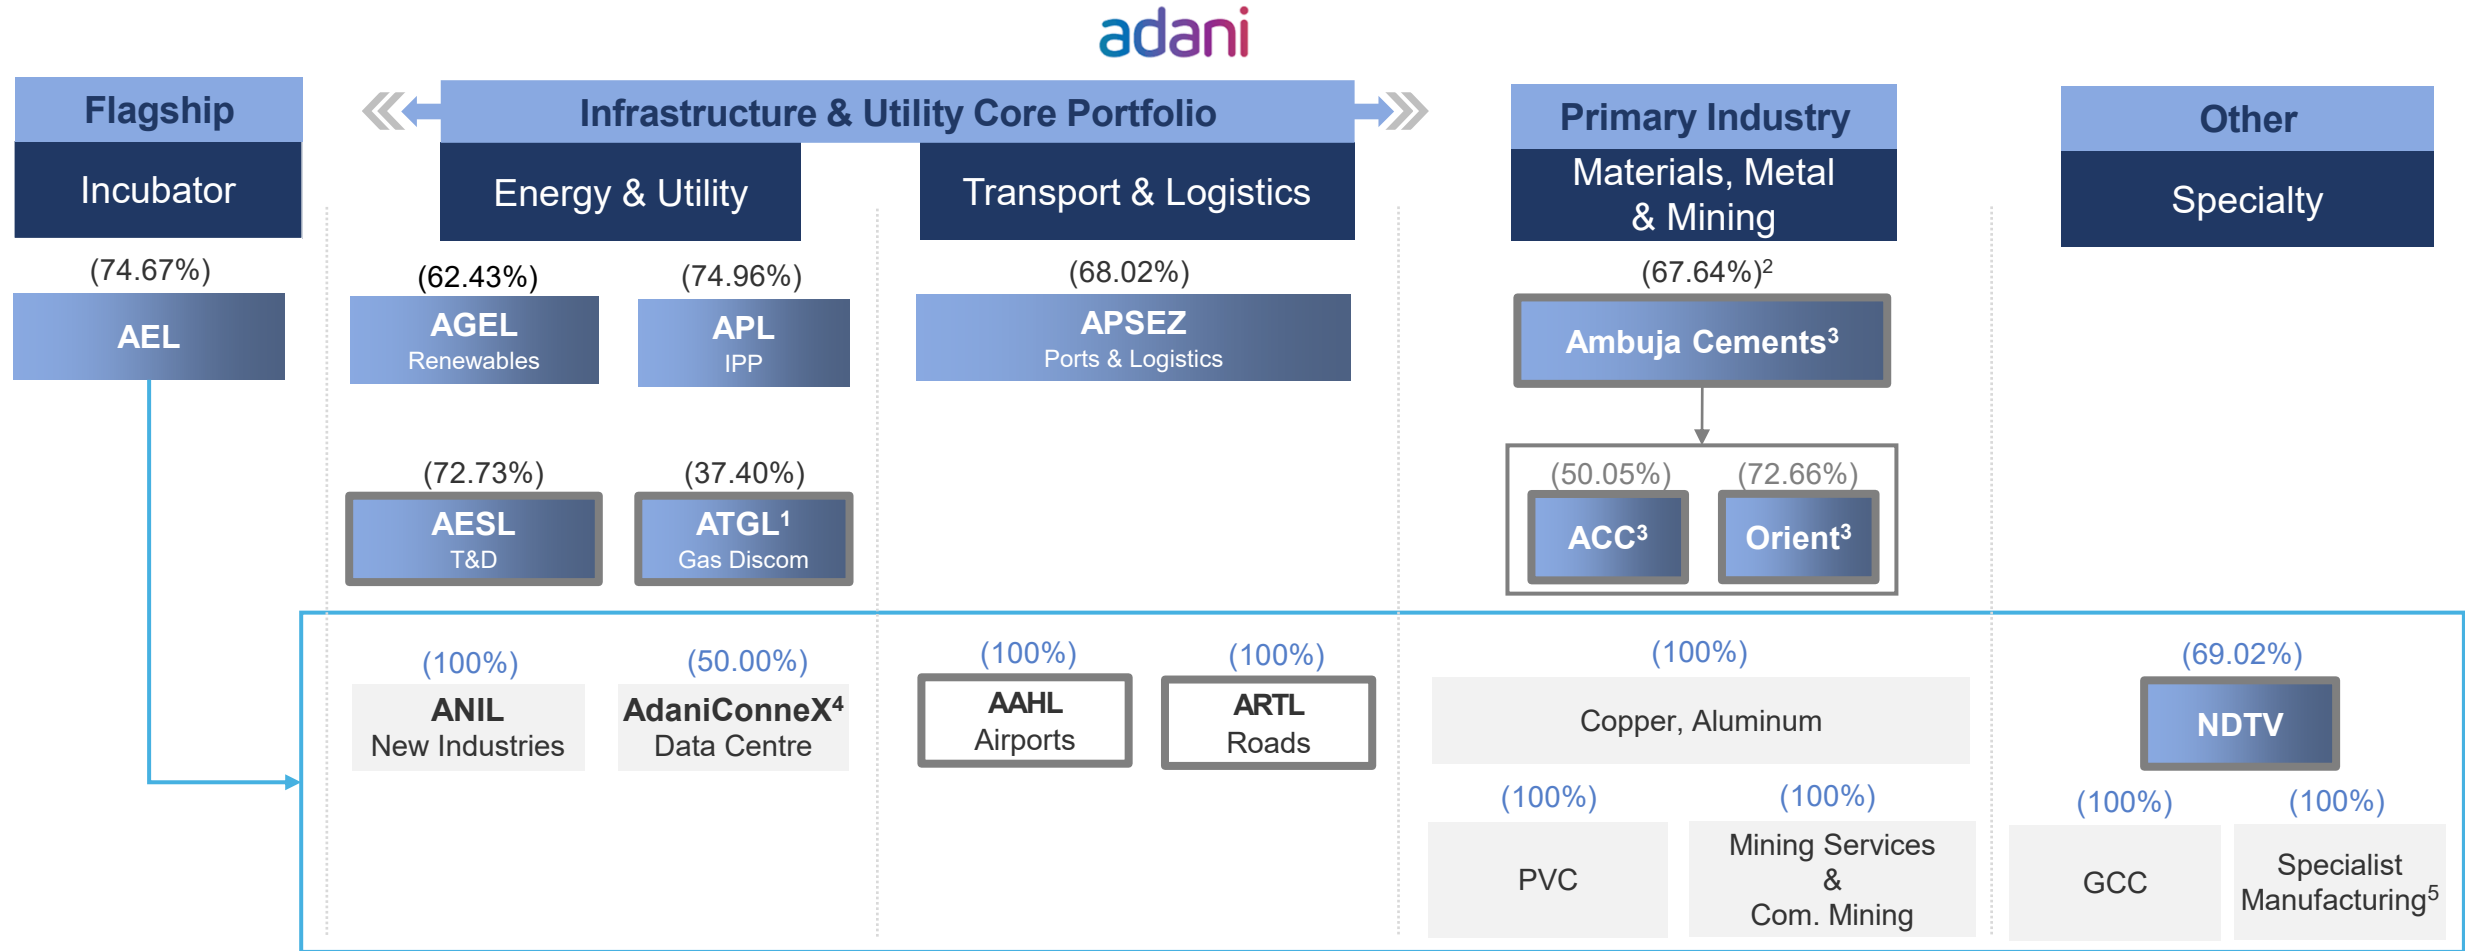 adani
Flagship
Infrastructure & Utility Core Portfolio
Primary Industry
Other
Incubator
Energy & Utility
Transport & Logistics
Materials, Metal
& Mining
Specialty
(74.67%)
AEL
(62.43%)
AGEL
Renewables
(74.96%)
APL
IPP
(68.02%)
APSEZ
Ports & Logistics
(67.64%)²
Ambuja Cements³
(72.73%)
AESL
T&D
(37.40%)
ATGL¹
Gas Discom
(50.05%)
ACC³
(72.66%)
Orient³
(100%)
ANIL
New Industries
(50.00%)
AdaniConneX⁴
Data Centre
(100%)
AAHL
Airports
(100%)
ARTL
Roads
(100%)
Copper, Aluminum
(69.02%)
NDTV
(100%)
PVC
(100%)
Mining Services
&
Com. Mining
(100%)
GCC
(100%)
Specialist
Manufacturing⁵